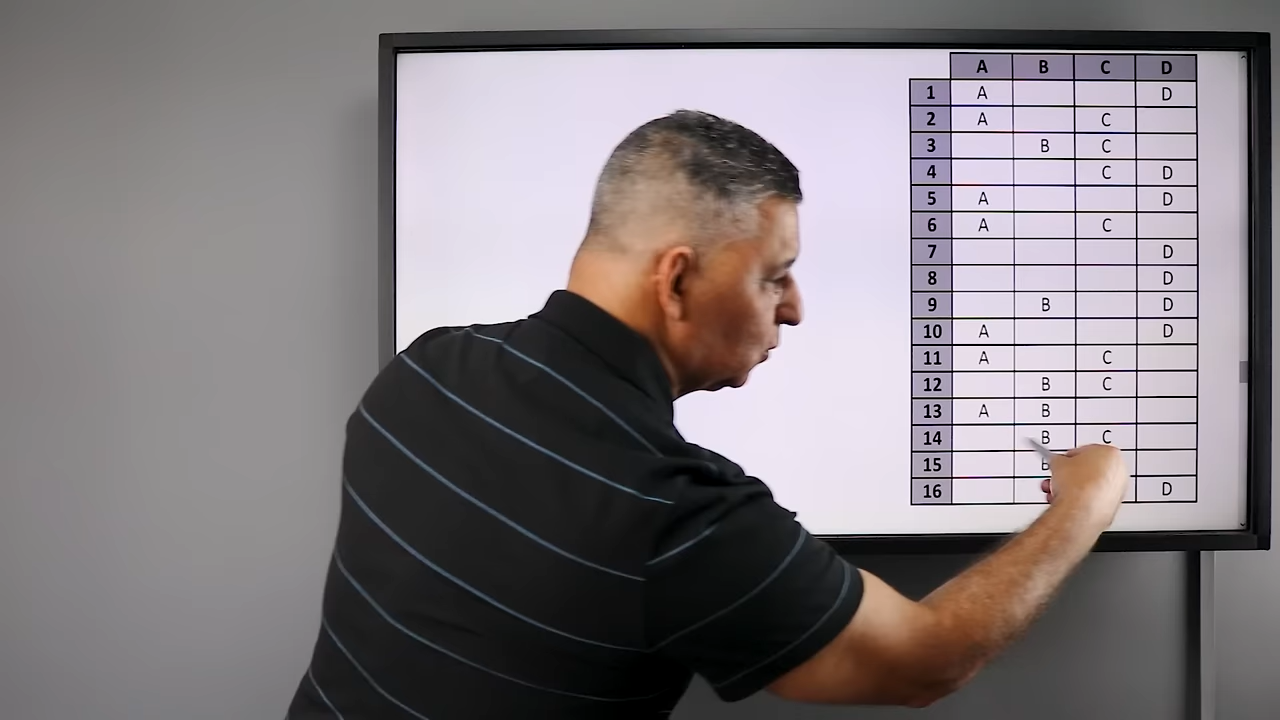 A B C D
1 A D
2 A C
3 B C
4 C D
5 A D
6 A C
7 D
8 D
9 B D
10 A D
11 A C
12 B C
13 A B
14 B C
15 B
16 D